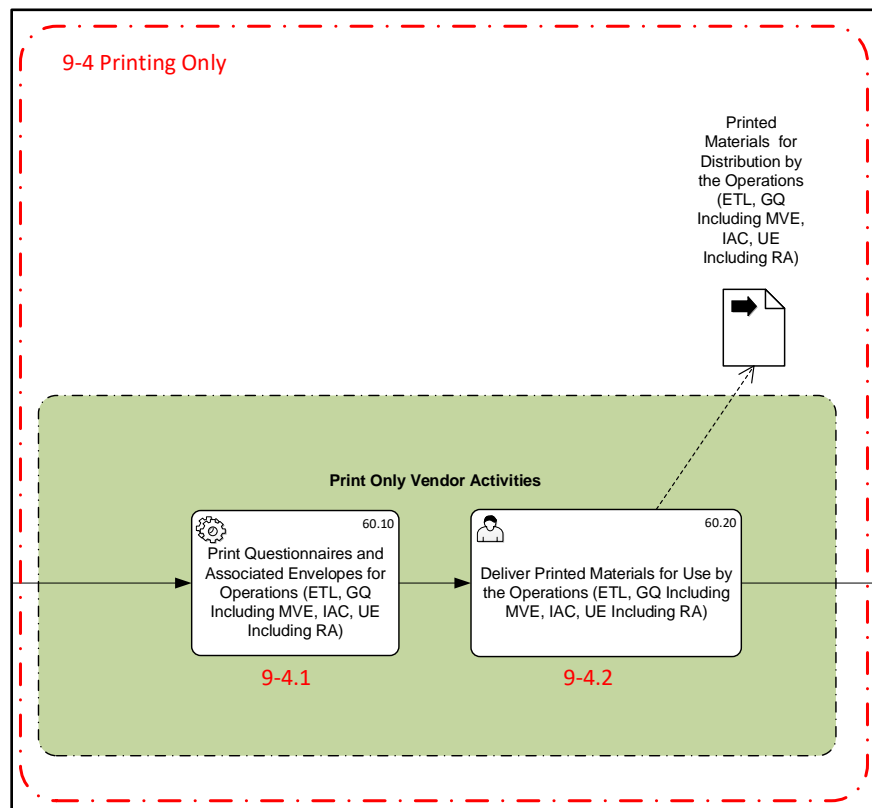 9-4 Printing Only
Printed
Materials for
Distribution by
the Operations
(ETL, GQ
Including MVE,
IAC, UE
Including RA)
Print Only Vendor Activities
60.10
Print Questionnaires and
Associated Envelopes for
Operations (ETL, GQ
Including MVE, IAC, UE
Including RA)
9-4.1
60.20
Deliver Printed Materials for Use by
the Operations (ETL, GQ Including
MVE, IAC, UE Including RA)
9-4.2